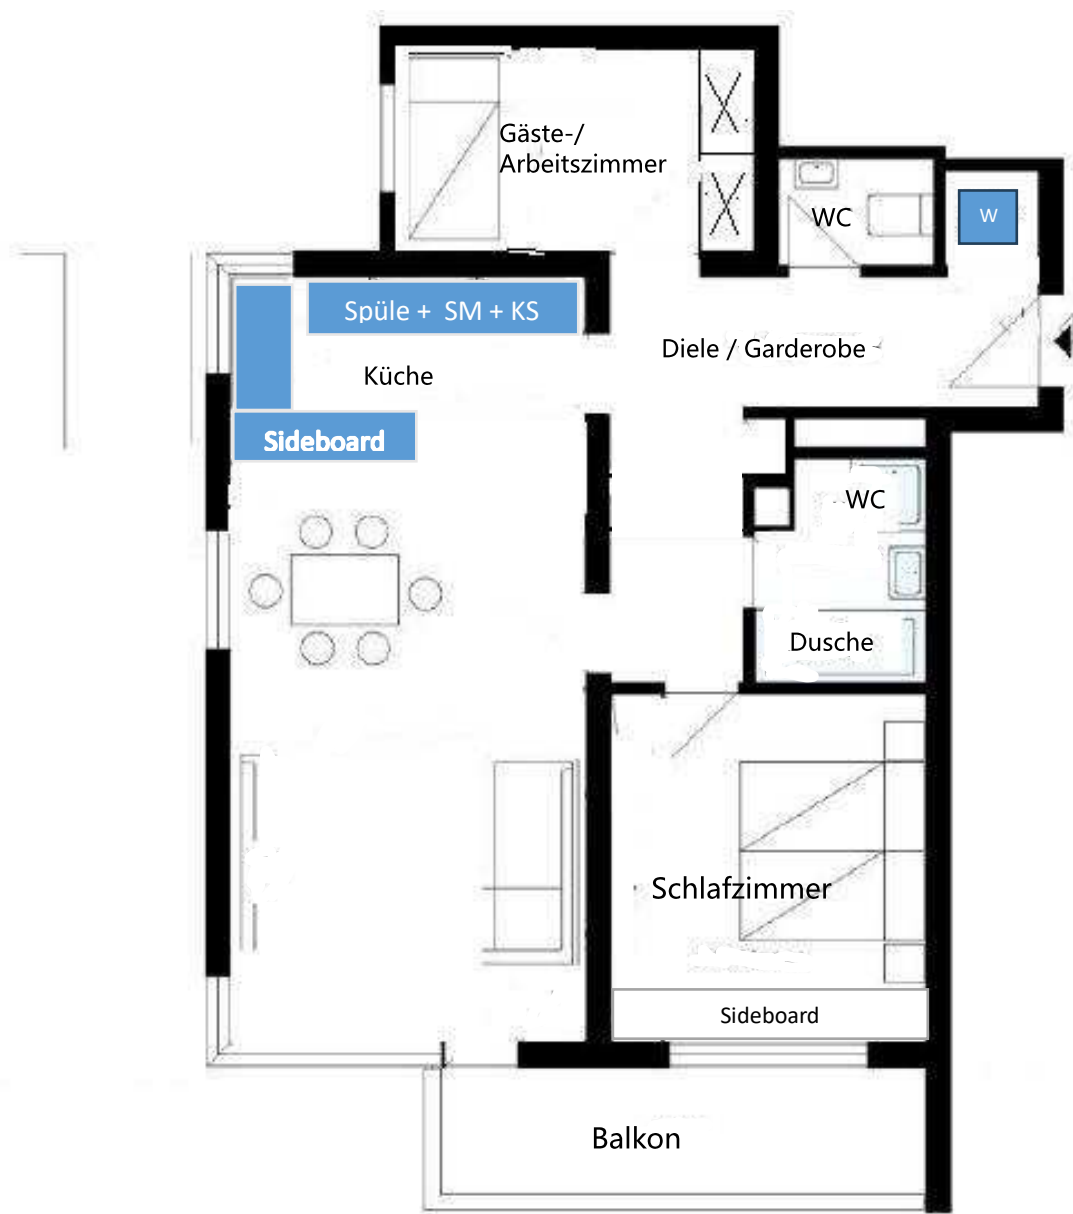 Gäste-/
Arbeitszimmer
WC
W
Spüle + SM + KS
Diele / Garderobe
Küche
Sideboard
WC
Dusche
Schlafzimmer
Sideboard
Balkon